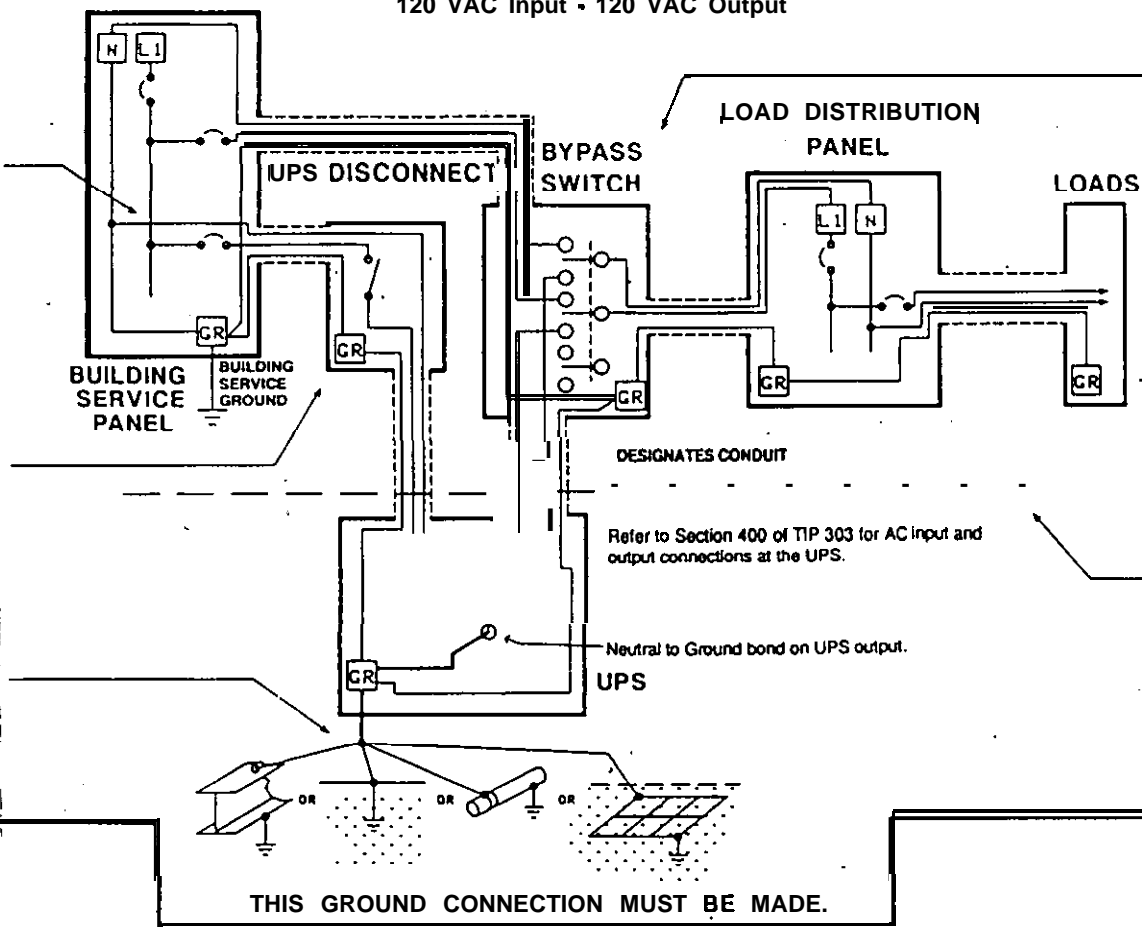 120 VAC Input - 120 VAC Output
N
L1
LOAD DISTRIBUTION
PANEL
UPS DISCONNECT
BYPASS
SWITCH
LOADS
L1
N
GR
GR
GR
GR
GR
BUILDING
SERVICE
PANEL
BUILDING
SERVICE
GROUND
DESIGNATES CONDUIT
Refer to Section 400 of TIP 303 for AC input and
output connections at the UPS.
Neutral to Ground bond on UPS output.
GR
UPS
OR
OR
OR
THIS GROUND CONNECTION MUST BE MADE.